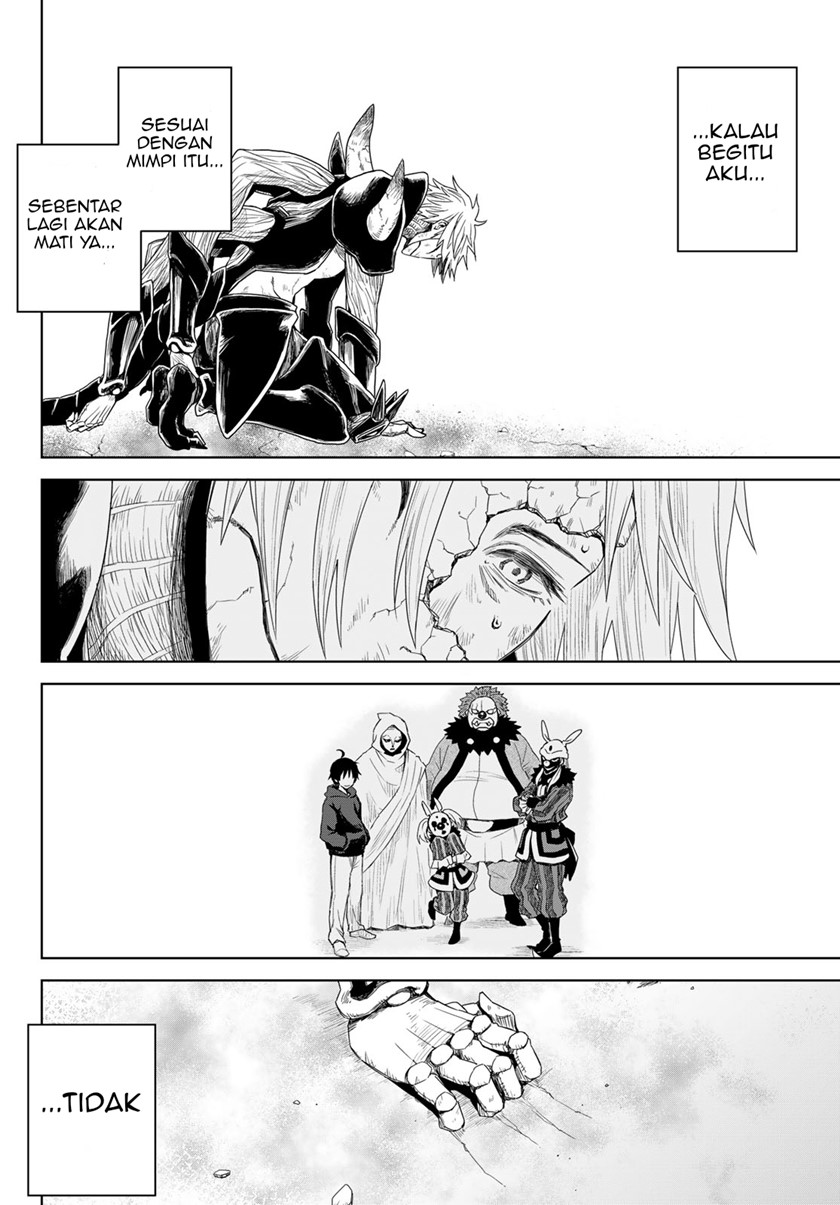 ...KALAU
BEGITU
AKU...
SESUAI
DENGAN
MIMPI ITU...
SEBENTAR
LAGI AKAN
MATI YA...
...TIDAK